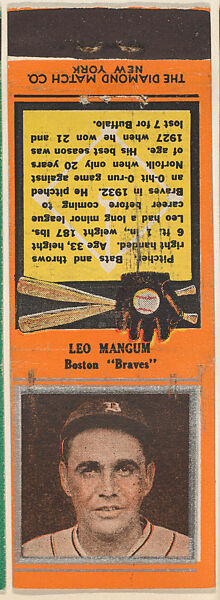 THE DIAMOND MATCH CO.
NEW YORK
Pitcher. Bats and throws
right handed. Age 33, height
6 ft. 1 in., weight 187 lbs.
Leo had a long minor league
career before coming to
Braves in 1932. He pitched
an 0-hit 0-run game against
Norfolk when only 20 years
of age. His best season was
1927 when he won 21 and
lost 7 for Buffalo.
LEO MANGUM
Boston "Braves"
B